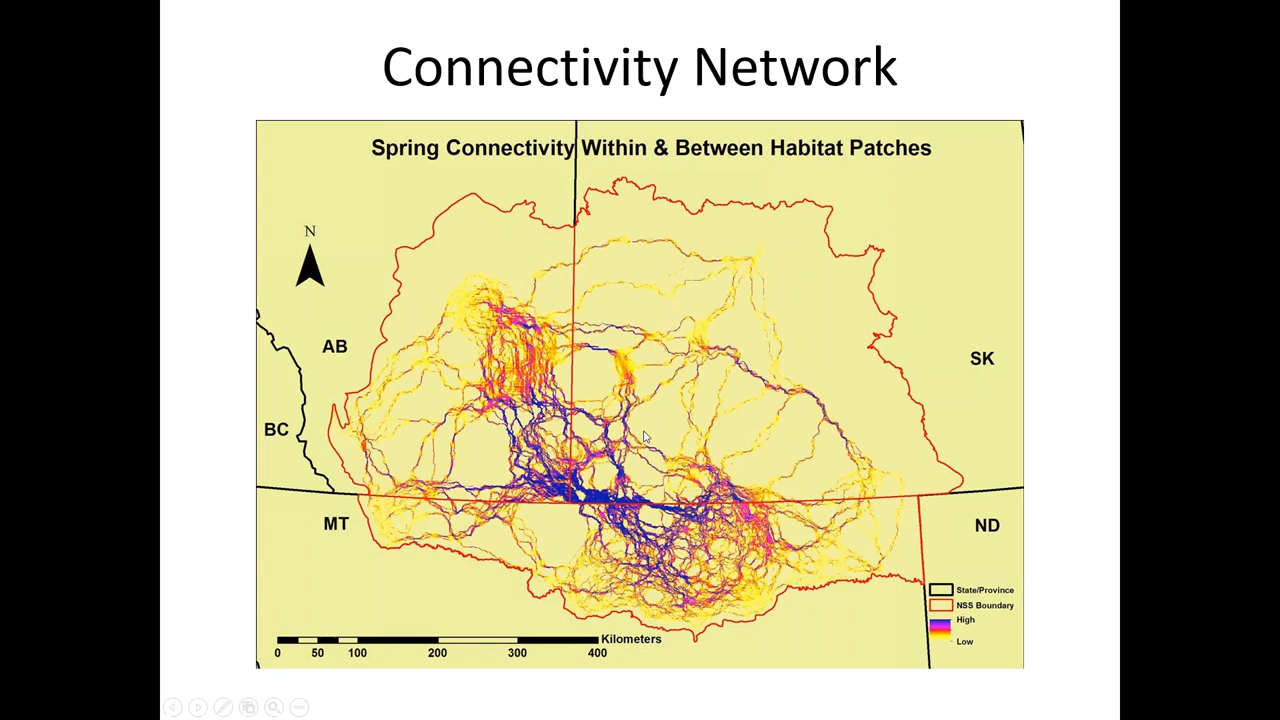 Connectivity Network
Spring Connectivity Within & Between Habitat Patches
N
AB
SK
BC
MT
ND
State/Province
NSS Boundary
High
Low
Kilometers
0 50 100 200 300 400